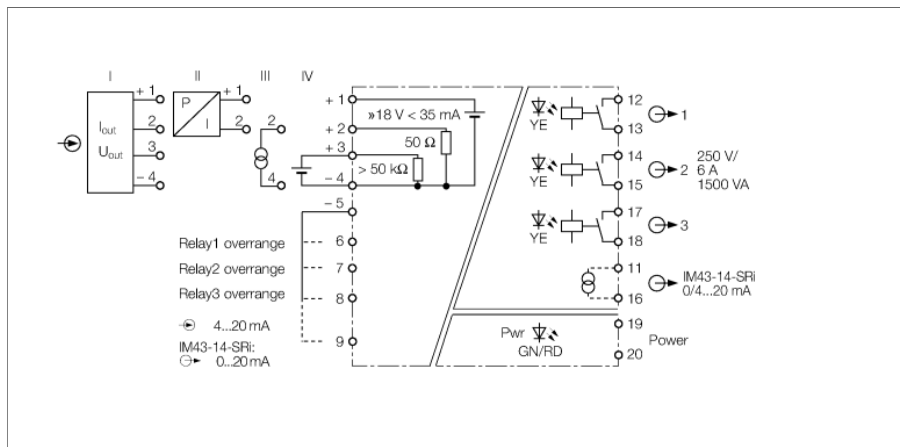 I II III IV
+ 1 + 1 + 1
I out 2 2 2 + 2
U out 3 + 3
- 4 4 - 4
P I
»18 V < 35 mA
50 Ω
> 50 kΩ
- 5
Relay1 overrange 6
Relay2 overrange 7
Relay3 overrange 8
4...20 mA
IM43-14-SRi:
0...20 mA
9
YE 12 13 1
YE 14 15 2 250 V/
6 A
1500 VA
YE 17 18 3
11 16 IM43-14-SRi
0/4...20 mA
Pwr GN/RD 19 20 Power